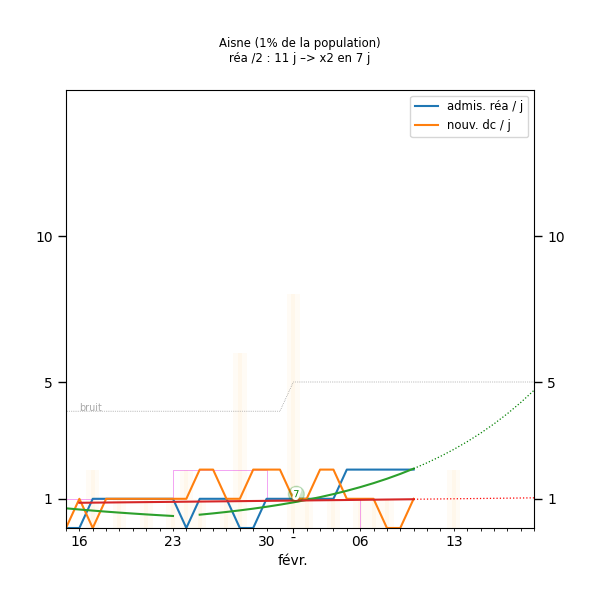 Aisne (1% de la population)
réa /2 : 11 j –> x2 en 7 j
admis. réa / j
nouv. dc / j
10 10
5 5
bruit
7
1 1
16 23 30 - 06 13
févr.